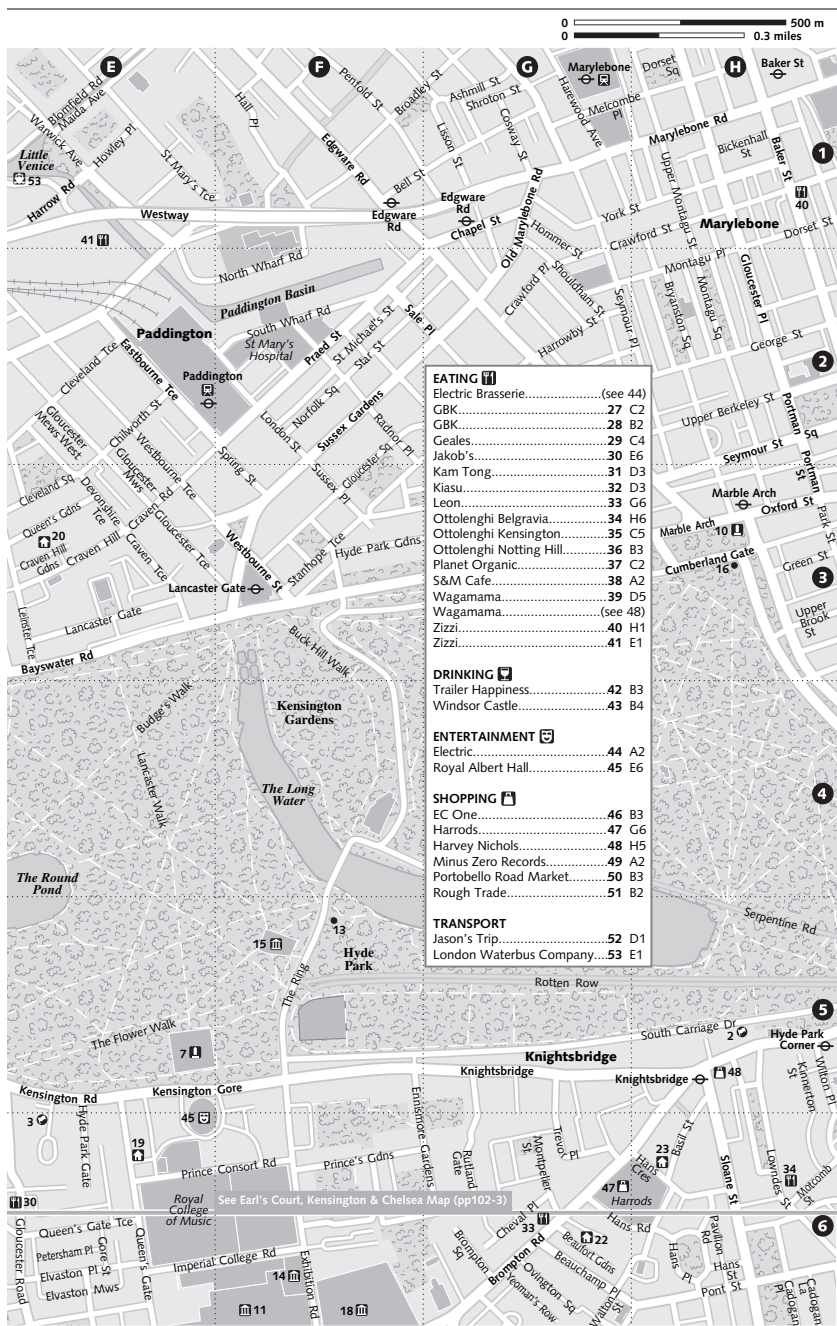 0 500 m
0 0.3 miles
E
F
G
H
Marylebone
Dorset Sq
Baker St
Blomfield Rd
Maida Ave
Warwick Ave
Howley Pl
Hall Pl
Penfold St
Broadley St
Ashmill St
Shroton St
Cosway St
Lisson St
Harewood Ave
Melcombe Pl
Marylebone Rd
Bickenhall St
Baker St
1
Little Venice
53
Harrow Rd
St Mary's Tce
Edgware Rd
Bell St
Edgware Rd
Edgware Rd
Chapel St
Old Marylebone Rd
Upper Montagu St
York St
Crawford St
Marylebone
40
Dorset St
Westway
41
North Wharf Rd
Homer St
Montagu Pl
Gloucester Pl
Paddington Basin
South Wharf Rd
St Mary's Hospital
Praed St
St Michael's St
Star St
Sale Pl
Crawford Pl
Shouldham St
Harrowby St
Seymour Pl
Bryanston Sq
Montagu Sq
George St
2
Paddington
Paddington
Cleveland Tce
Eastbourne Tce
Gloucester Mews West
Chilworth St
Westbourne Tce
Gloucester Mws
London St
Norfolk Sq
Sussex Gardens
Radnor Pl
Gloucester Sq
Sussex Pl
Spring St
Upper Berkeley St
Portman Sq
Seymour St
Portman St
Marble Arch
Oxford St
Marble Arch
10
Cumberland Gate
16
Park St
Green St
3
Upper Brook St
Cleveland Sq
Queen's Gdns
Devonshire Tce
Craven Rd
Gloucester Tce
20
Craven Hill Gdns
Craven Hill
Craven Tce
Westbourne St
Stanhope Tce
Hyde Park Gdns
Lancaster Gate
Leinster Tce
Lancaster Gate
Bayswater Rd
Buck Hill Walk
Kensington Gardens
Budge's Walk
Lancaster Walk
The Long Water
The Round Pond
EATING
Electric Brasserie (see 44)
GBK 27 C2
GBK 28 B2
Geales 29 C4
Jakob's 30 E6
Kam Tong 31 D3
Kiasu 32 D3
Leon 33 G6
Ottolenghi Belgravia 34 H6
Ottolenghi Kensington 35 C5
Ottolenghi Notting Hill 36 B3
Planet Organic 37 C2
S&M Cafe 38 A2
Wagamama 39 D5
Wagamama (see 48)
Zizzi 40 H1
Zizzi 41 E1
DRINKING
Trailer Happiness 42 B3
Windsor Castle 43 B4
ENTERTAINMENT
Electric 44 A2
Royal Albert Hall 45 E6
SHOPPING
EC One 46 B3
Harrods 47 G6
Harvey Nichols 48 H5
Minus Zero Records 49 A2
Portobello Road Market 50 B3
Rough Trade 51 B2
TRANSPORT
Jason's Trip 52 D1
London Waterbus Company 53 E1
4
13
15
Hyde Park
The Ring
Serpentine Rd
Rotten Row
5
The Flower Walk
7
South Carriage Dr
2
Hyde Park Corner
Knightsbridge
Knightsbridge
Knightsbridge
48
Kinnerton St
Wilton Pl
Kensington Rd
Kensington Gore
3
Hyde Park Gate
45
19
Prince Consort Rd
Prince's Gdns
Ennismore Gardens
Rutland Gate
Montpelier St
Trevor Pl
23
Hans Cres
Basil St
Sloane St
Lowndes St
34
Motcomb St
47
Harrods
30
Royal College of Music
See Earl's Court, Kensington & Chelsea Map (pp102-3)
Cheval Pl
33
Brompton Rd
Hans Rd
6
Gloucester Road
Queen's Gate Tce
Petersham Pl
Gore St
Elvaston Pl
Elvaston Mws
Queen's Gate
Imperial College Rd
14
Exhibition Rd
11
18
Brompton Sq
22
Beaufort Gdns
Beauchamp Pl
Ovington Sq
Yeoman's Row
Walton St
Hans Pl
Pavilion Rd
Hans St
Pont St
Cadogan Pl
Cadogan La